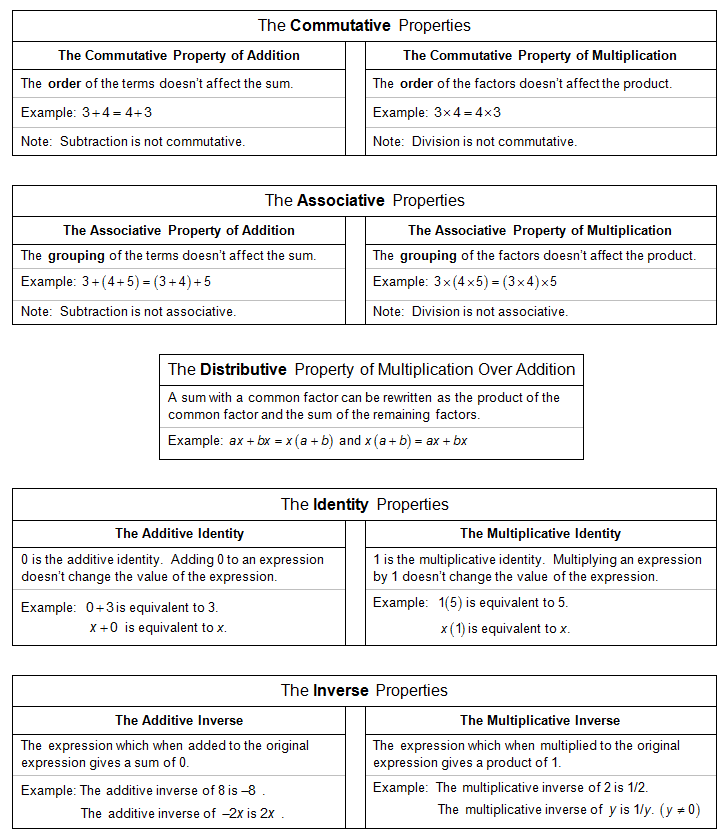 The Commutative Properties
The Commutative Property of Addition
The order of the terms doesn't affect the sum.
Example: 3+4 = 4+3
Note: Subtraction is not commutative.
The Commutative Property of Multiplication
The order of the factors doesn't affect the product.
Example: 3×4 = 4×3
Note: Division is not commutative.
The Associative Properties
The Associative Property of Addition
The grouping of the terms doesn't affect the sum.
Example: 3+(4+5) = (3+4)+5
Note: Subtraction is not associative.
The Associative Property of Multiplication
The grouping of the factors doesn't affect the product.
Example: 3×(4×5) = (3×4)×5
Note: Division is not associative.
The Distributive Property of Multiplication Over Addition
A sum with a common factor can be rewritten as the product of the
common factor and the sum of the remaining factors.
Example: ax + bx = x(a + b) and x(a + b) = ax + bx
The Identity Properties
The Additive Identity
0 is the additive identity. Adding 0 to an expression
doesn't change the value of the expression.
Example: 0+3 is equivalent to 3.
x+0 is equivalent to x.
The Multiplicative Identity
1 is the multiplicative identity. Multiplying an expression
by 1 doesn't change the value of the expression.
Example: 1(5) is equivalent to 5.
x(1) is equivalent to x.
The Inverse Properties
The Additive Inverse
The expression which when added to the original
expression gives a sum of 0.
Example: The additive inverse of 8 is –8 .
The additive inverse of –2x is 2x .
The Multiplicative Inverse
The expression which when multiplied to the original
expression gives a product of 1.
Example: The multiplicative inverse of 2 is 1/2.
The multiplicative inverse of y is 1/y. (y ≠ 0)